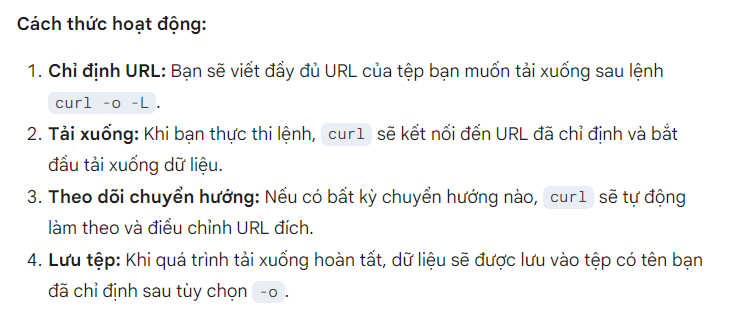 Cách thức hoạt động:
1. Chỉ định URL: Bạn sẽ viết đầy đủ URL của tệp bạn muốn tải xuống sau lệnh
curl -o -L.
2. Tải xuống: Khi bạn thực thi lệnh, curl sẽ kết nối đến URL đã chỉ định và bắt
đầu tải xuống dữ liệu.
3. Theo dõi chuyển hướng: Nếu có bất kỳ chuyển hướng nào, curl sẽ tự động
làm theo và điều chỉnh URL đích.
4. Lưu tệp: Khi quá trình tải xuống hoàn tất, dữ liệu sẽ được lưu vào tệp có tên bạn
đã chỉ định sau tùy chọn -o.